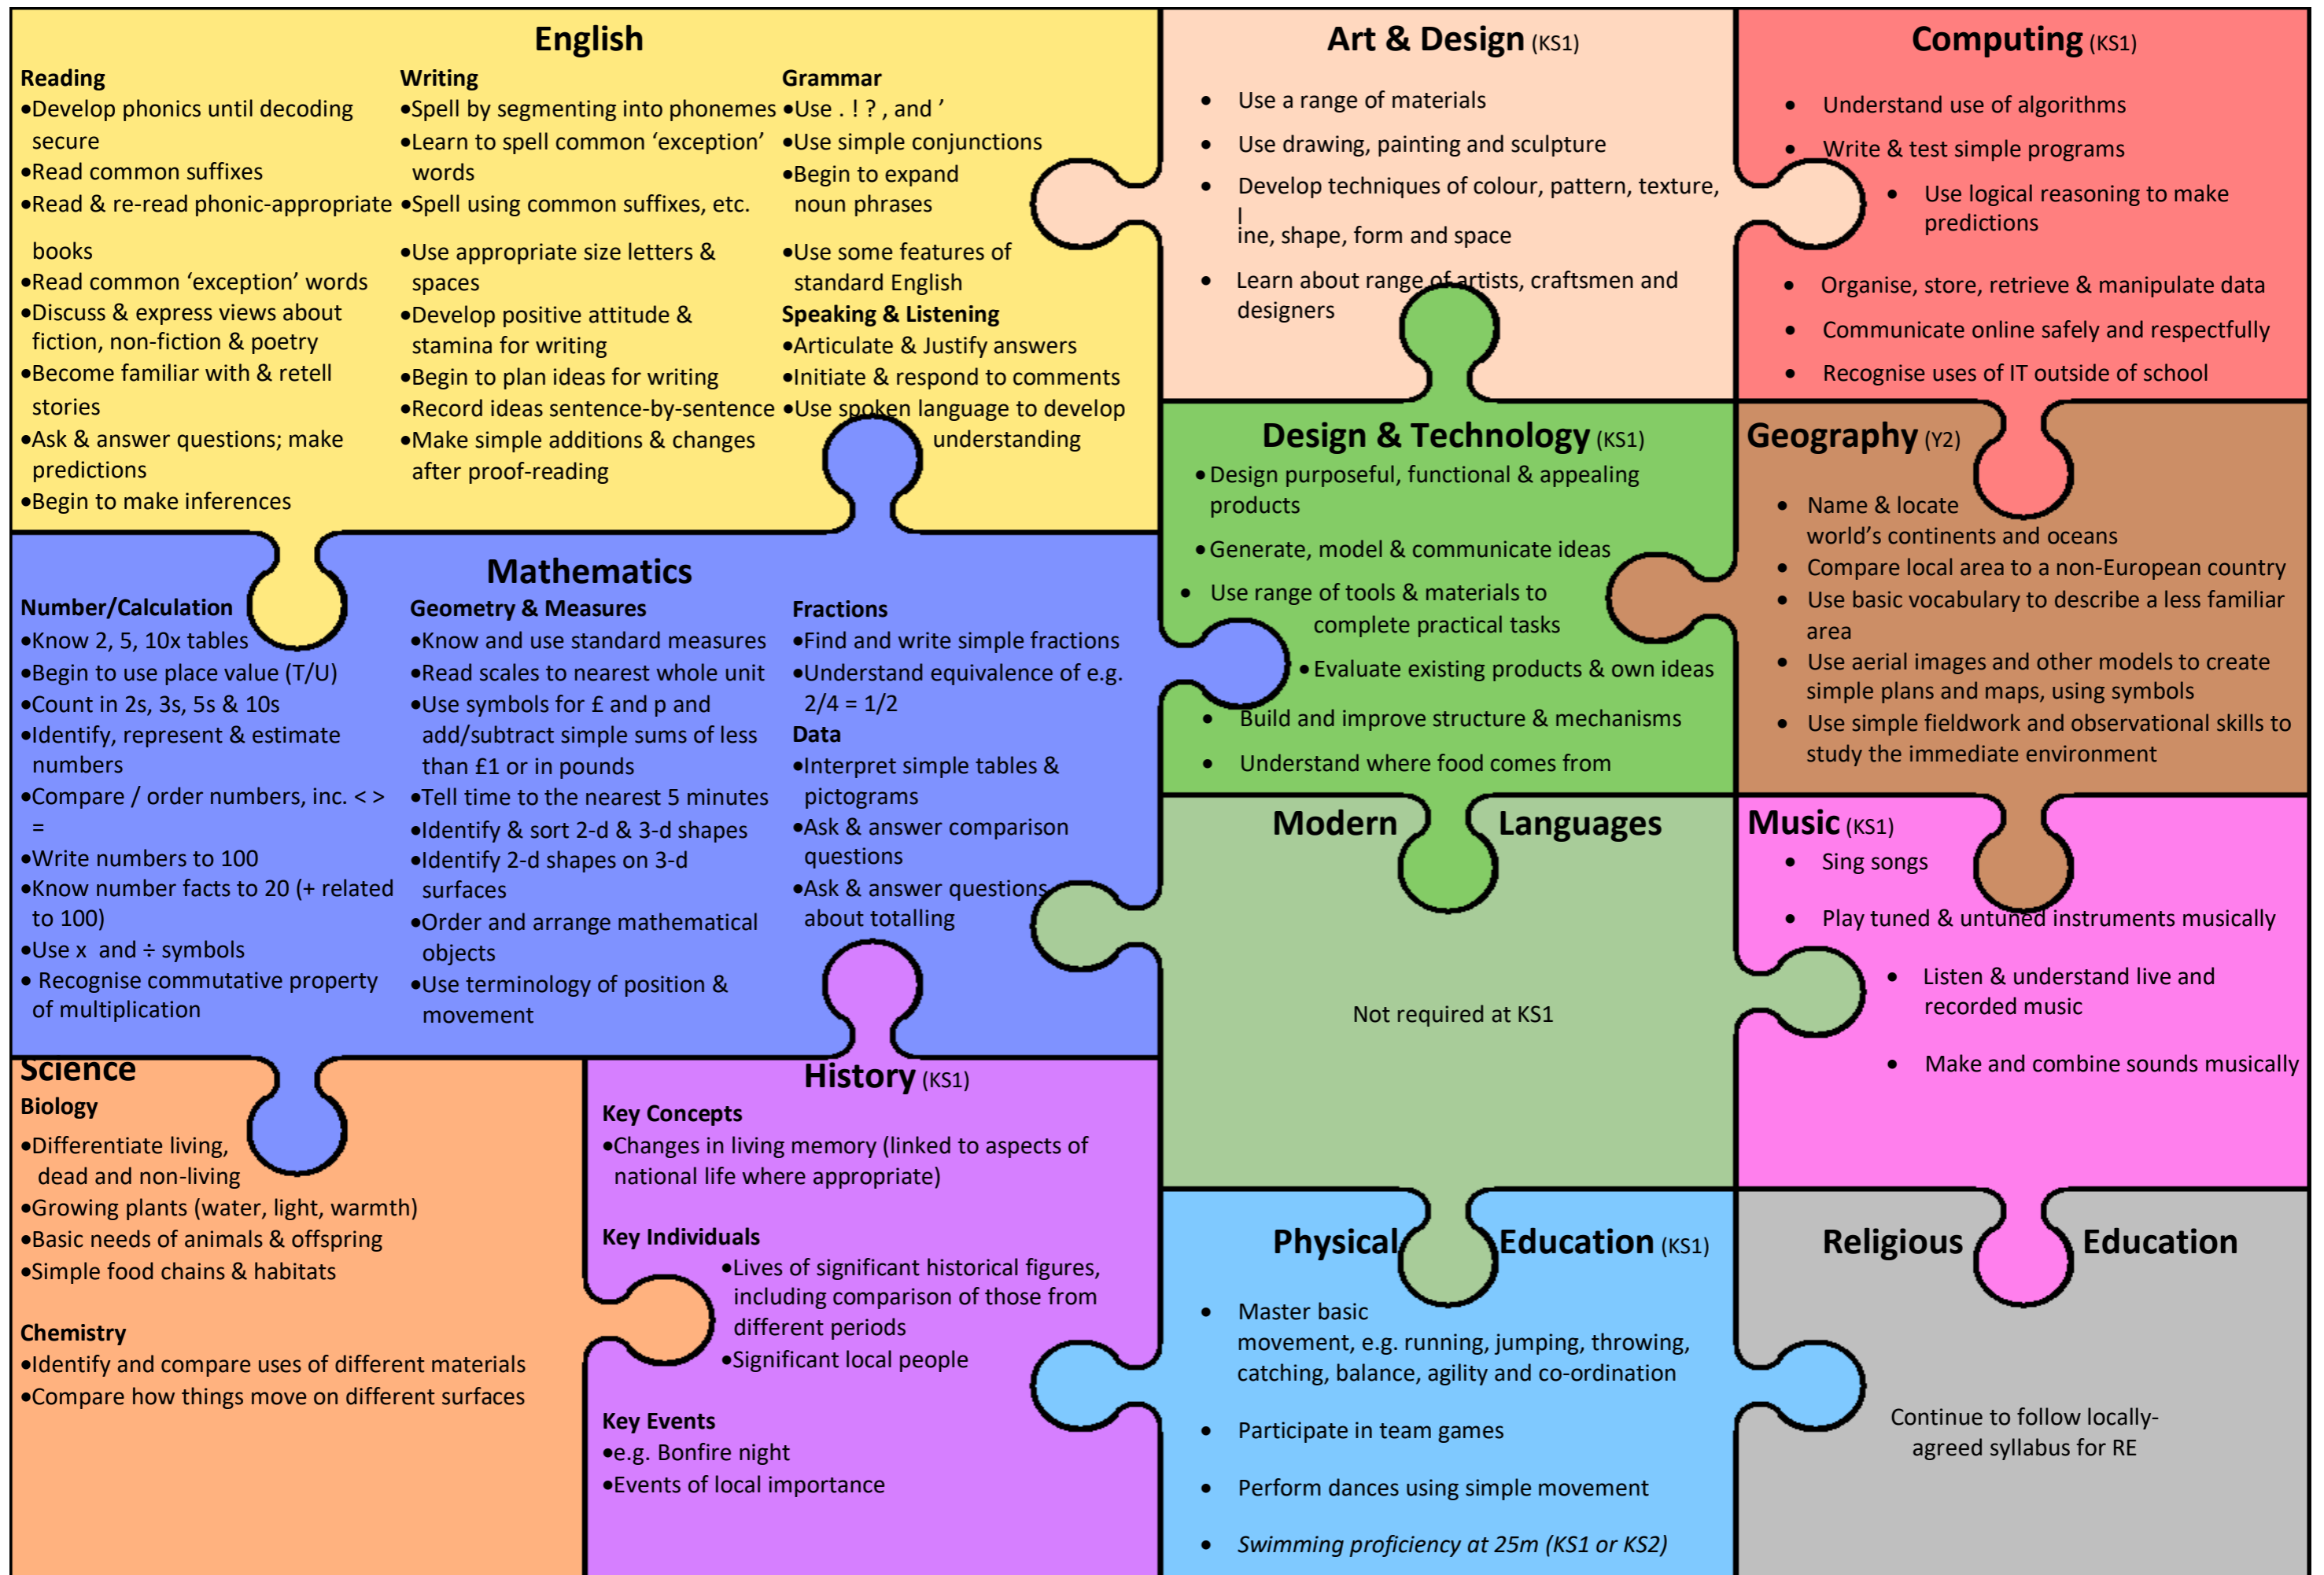 English
Reading
•Develop phonics until decoding
secure
•Read common suffixes
•Read & re-read phonic-appropriate
books
•Read common ‘exception’ words
•Discuss & express views about
fiction, non-fiction & poetry
•Become familiar with & retell
stories
•Ask & answer questions; make
predictions
•Begin to make inferences
Writing
•Spell by segmenting into phonemes
•Learn to spell common ‘exception’
words
•Spell using common suffixes, etc.
•Use appropriate size letters &
spaces
•Develop positive attitude &
stamina for writing
•Begin to plan ideas for writing
•Record ideas sentence-by-sentence
•Make simple additions & changes
after proof-reading
Grammar
•Use . ! ? , and ’
•Use simple conjunctions
•Begin to expand
noun phrases
•Use some features of
standard English
Speaking & Listening
•Articulate & Justify answers
•Initiate & respond to comments
•Use spoken language to develop
understanding
Art & Design (KS1)
• Use a range of materials
• Use drawing, painting and sculpture
• Develop techniques of colour, pattern, texture,
l
ine, shape, form and space
• Learn about range of artists, craftsmen and
designers
Computing (KS1)
• Understand use of algorithms
• Write & test simple programs
• Use logical reasoning to make
predictions
• Organise, store, retrieve & manipulate data
• Communicate online safely and respectfully
• Recognise uses of IT outside of school
Mathematics
Number/Calculation
•Know 2, 5, 10x tables
•Begin to use place value (T/U)
•Count in 2s, 3s, 5s & 10s
•Identify, represent & estimate
numbers
•Compare / order numbers, inc. < >
=
•Write numbers to 100
•Know number facts to 20 (+ related
to 100)
•Use x and ÷ symbols
• Recognise commutative property
of multiplication
Geometry & Measures
•Know and use standard measures
•Read scales to nearest whole unit
•Use symbols for £ and p and
add/subtract simple sums of less
than £1 or in pounds
•Tell time to the nearest 5 minutes
•Identify & sort 2-d & 3-d shapes
•Identify 2-d shapes on 3-d
surfaces
•Order and arrange mathematical
objects
•Use terminology of position &
movement
Fractions
•Find and write simple fractions
•Understand equivalence of e.g.
2/4 = 1/2
Data
•Interpret simple tables &
pictograms
•Ask & answer comparison
questions
•Ask & answer questions
about totalling
Design & Technology (KS1)
•Design purposeful, functional & appealing
products
•Generate, model & communicate ideas
• Use range of tools & materials to
complete practical tasks
•Evaluate existing products & own ideas
• Build and improve structure & mechanisms
• Understand where food comes from
Geography (Y2)
• Name & locate
world’s continents and oceans
• Compare local area to a non-European country
• Use basic vocabulary to describe a less familiar
area
• Use aerial images and other models to create
simple plans and maps, using symbols
• Use simple fieldwork and observational skills to
study the immediate environment
Modern Languages
Not required at KS1
Music (KS1)
• Sing songs
• Play tuned & untuned instruments musically
• Listen & understand live and
recorded music
• Make and combine sounds musically
Science
Biology
•Differentiate living,
dead and non-living
•Growing plants (water, light, warmth)
•Basic needs of animals & offspring
•Simple food chains & habitats
Chemistry
•Identify and compare uses of different materials
•Compare how things move on different surfaces
History (KS1)
Key Concepts
•Changes in living memory (linked to aspects of
national life where appropriate)
Key Individuals
•Lives of significant historical figures,
including comparison of those from
different periods
•Significant local people
Key Events
•e.g. Bonfire night
•Events of local importance
Physical Education (KS1)
• Master basic
movement, e.g. running, jumping, throwing,
catching, balance, agility and co-ordination
• Participate in team games
• Perform dances using simple movement
• Swimming proficiency at 25m (KS1 or KS2)
Religious Education
Continue to follow locally-
agreed syllabus for RE